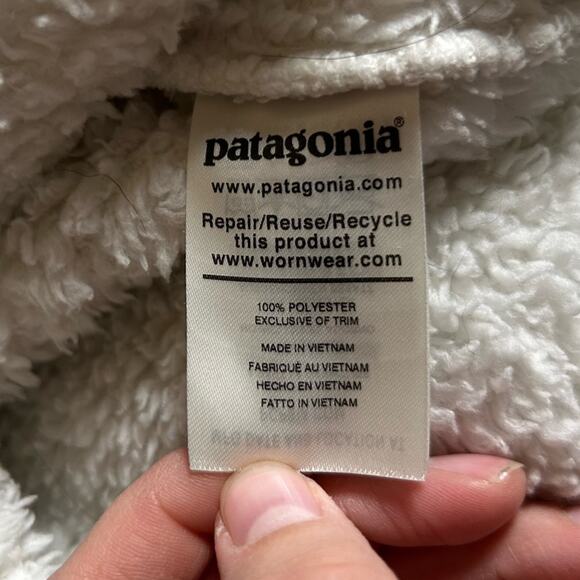 patagonia®
www.patagonia.com
Repair/Reuse/Recycle
this product at
www.wornwear.com
100% POLYESTER
EXCLUSIVE OF TRIM
MADE IN VIETNAM
FABRIQUÉ AU VIETNAM
HECHO EN VIETNAM
FATTO IN VIETNAM